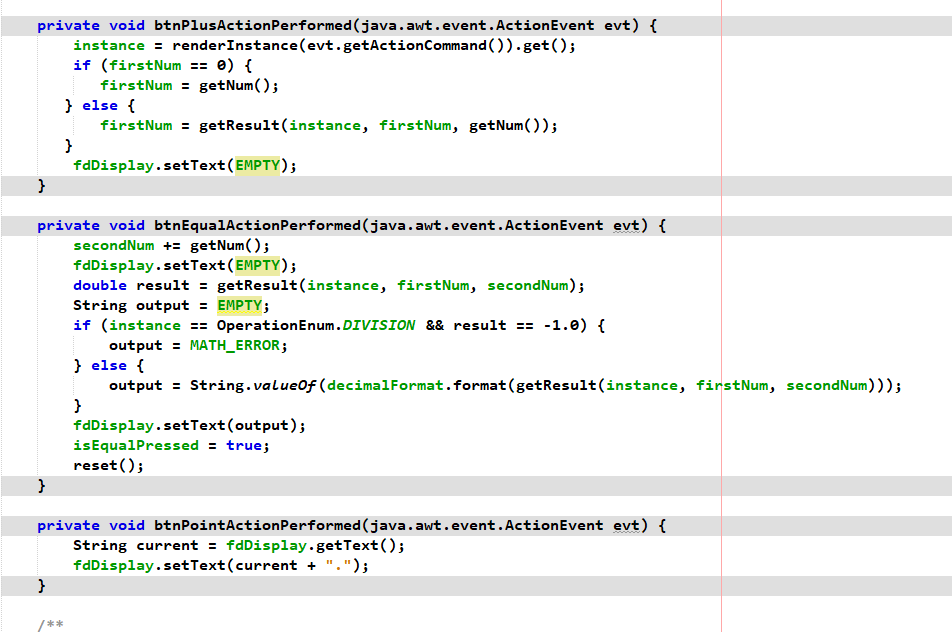 private void btnPlusActionPerformed(java.awt.event.ActionEvent evt) {
    instance = renderInstance(evt.getActionCommand()).get();
    if (firstNum == 0) {
       firstNum = getNum();
   } else {
       firstNum = getResult(instance, firstNum, getNum());
   }
    fdDisplay.setText(EMPTY);
}
private void btnEqualActionPerformed(java.awt.event.ActionEvent evt) {
    secondNum += getNum();
    fdDisplay.setText(EMPTY);
    double result = getResult(instance, firstNum, secondNum);
    String output = EMPTY;
    if (instance == OperationEnum.DIVISION && result == -1.0) {
        output = MATH_ERROR;
    } else {
        output = String.valueOf(decimalFormat.format(getResult(instance, firstNum, secondNum)));
    }
    fdDisplay.setText(output);
    isEqualPressed = true;
    reset();
}
private void btnPointActionPerformed(java.awt.event.ActionEvent evt) {
    String current = fdDisplay.getText();
    fdDisplay.setText(current + ".");
}
/**